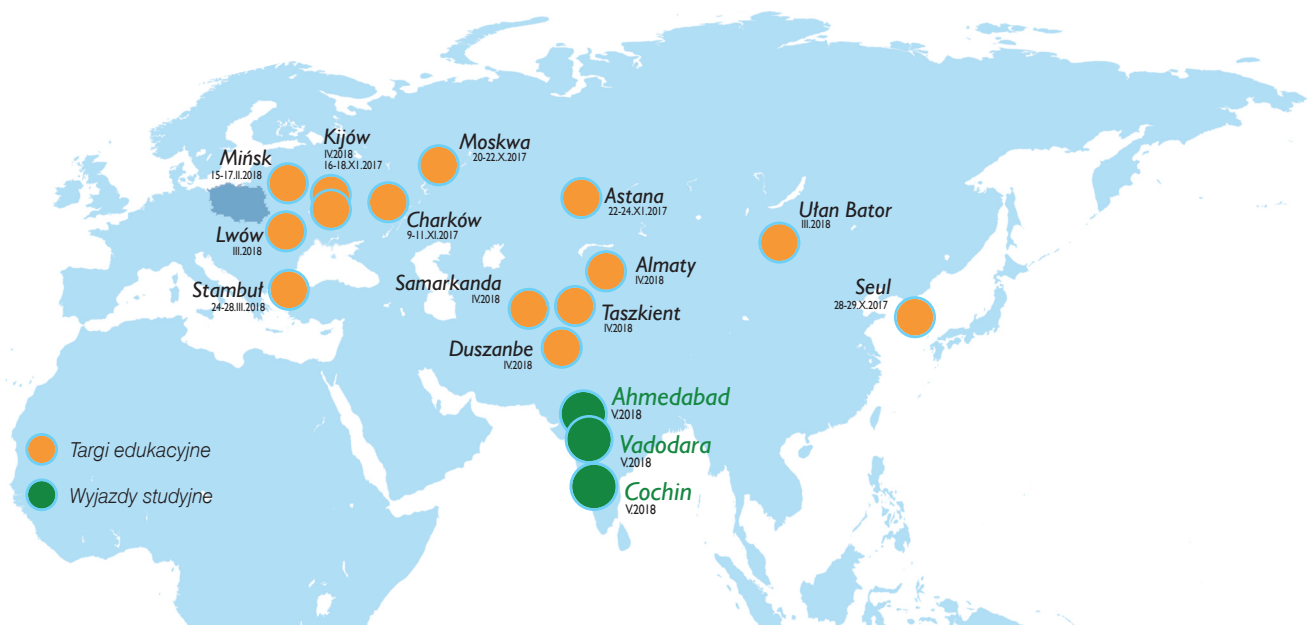 Kijów
IV.2018
16-18.XI.2017
Moskwa
20-22.X.2017
Mińsk
15-17.II.2018
Astana
22-24.XI.2017
Ułan Bator
III.2018
Charków
9-11.XI.2017
Lwów
III.2018
Almaty
IV.2018
Samarkanda
IV.2018
Stambuł
24-28.III.2018
Seul
28-29.X.2017
Taszkient
IV.2018
Duszanbe
IV.2018
Ahmedabad
V.2018
Vadodara
V.2018
Cochin
V.2018
Targi edukacyjne
Wyjazdy studyjne